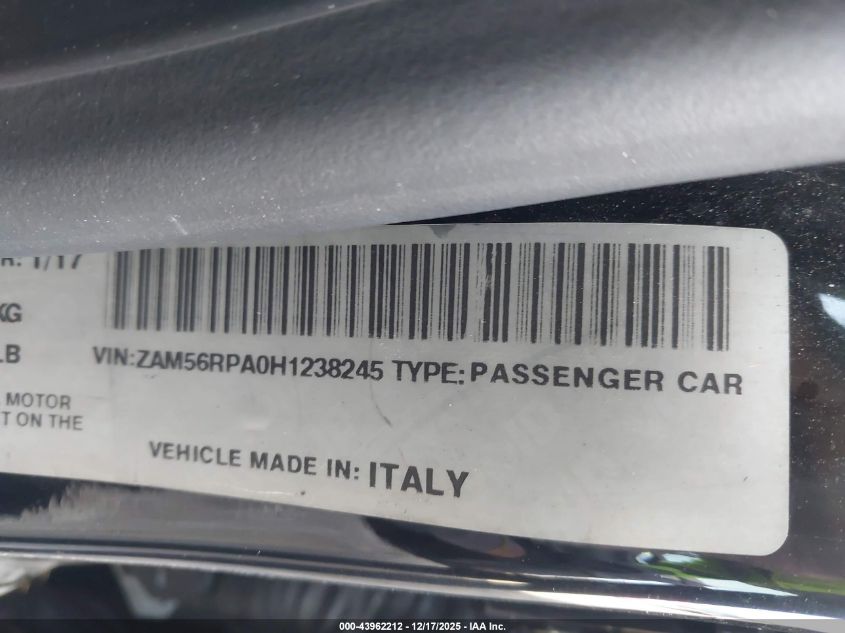 R: 1/17
KG
LB
VIN:ZAM56RPA0H1238245 TYPE: PASSENGER CAR
MOTOR
T ON THE
VEHICLE MADE IN: ITALY
000-43962212 - 12/17/2025 - IAA Inc.